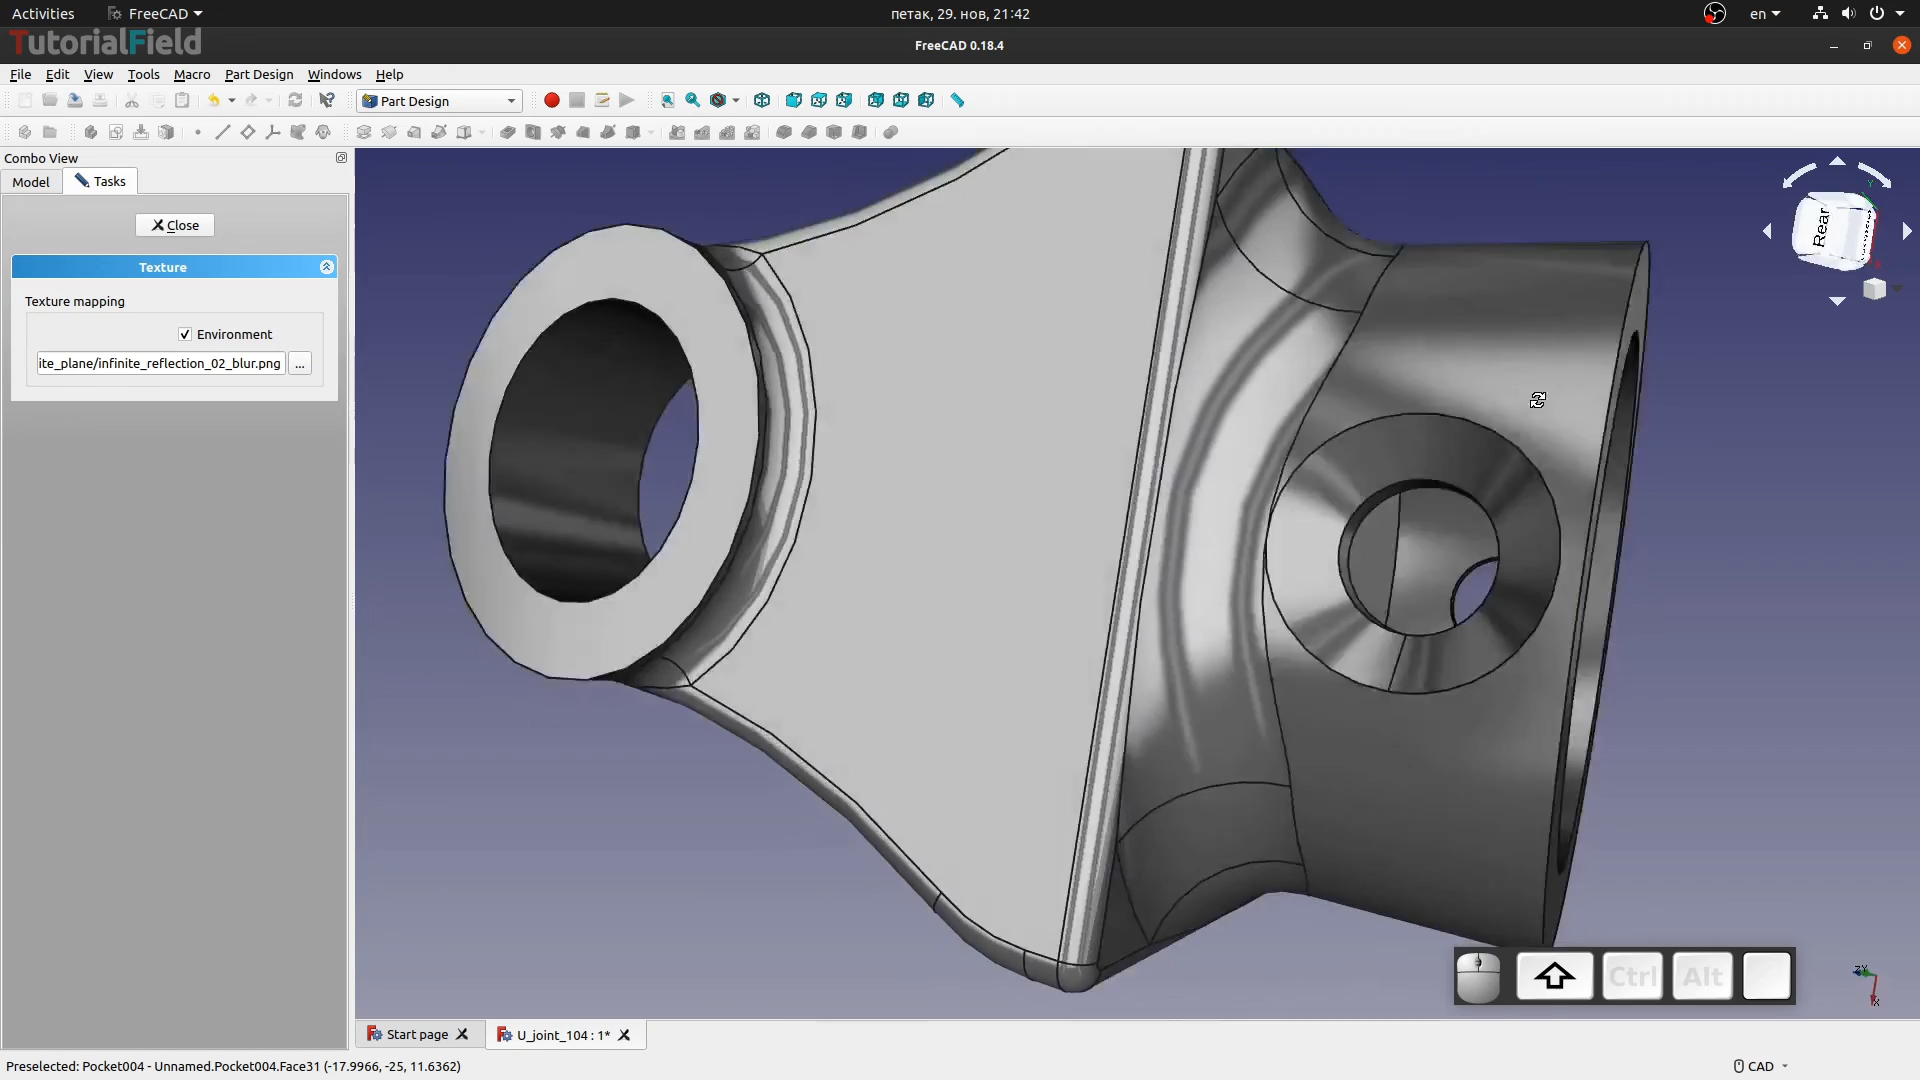 Activities
FreeCAD
петак, 29. нов, 21:42
en
TutorialField
FreeCAD 0.18.4
File Edit View Tools Macro Part Design Windows Help
Part Design
Combo View
Model
Tasks
Close
Texture
Texture mapping
Environment
ite_plane/infinite_reflection_02_blur.png
...
Rear
Y
Ctrl
Alt
Start page
U_joint_104 : 1*
Preselected: Pocket004 - Unnamed.Pocket004.Face31 (-17.9966, -25, 11.6362)
CAD